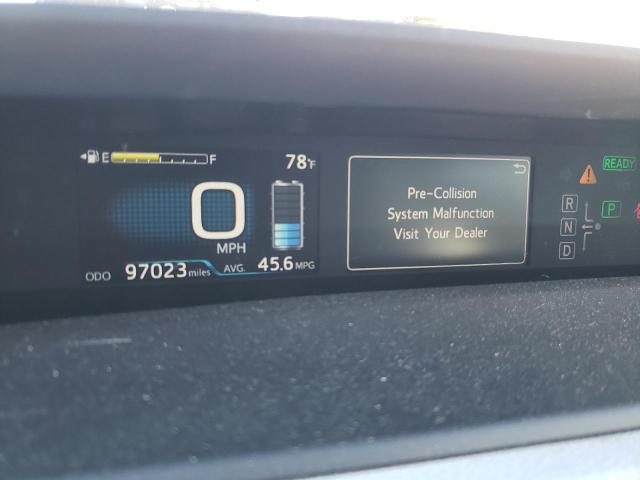 E F 78°F
0
MPH
ODO 97023 miles AVG. 45.6 MPG
Pre-Collision
System Malfunction
Visit Your Dealer
READY
R
P
N
D